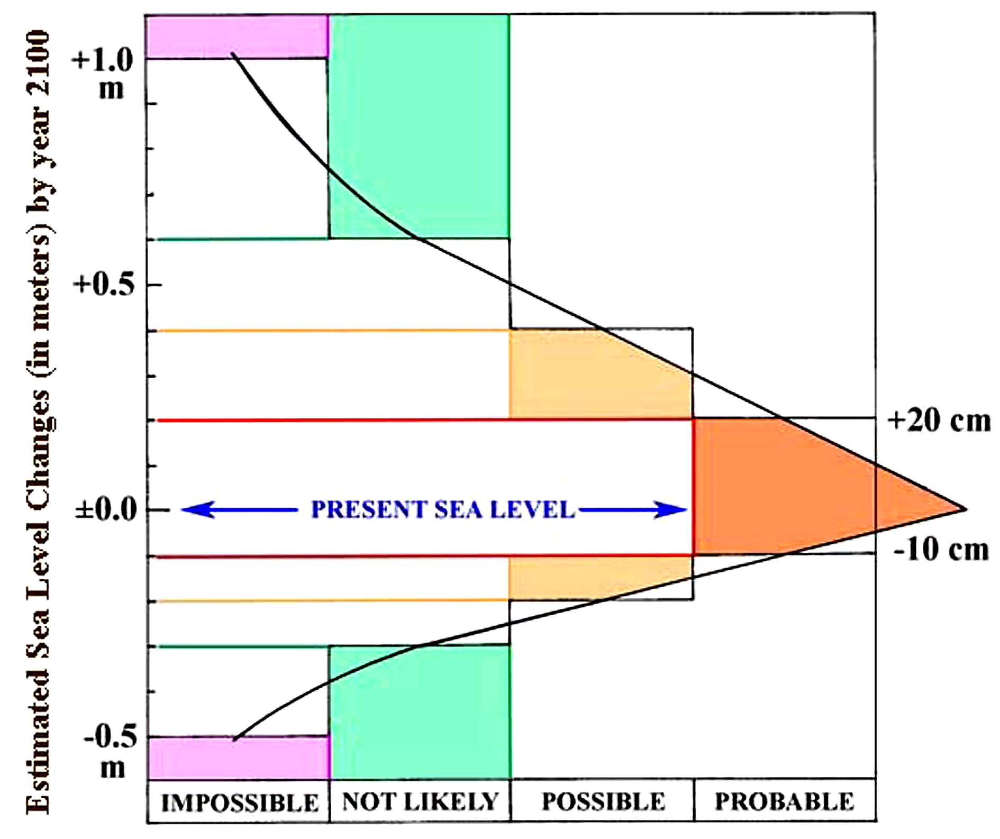 Estimated Sea Level Changes (in meters) by year 2100
+1.0
m
+0.5
±0.0
-0.5
m
PRESENT SEA LEVEL
+20 cm
-10 cm
IMPOSSIBLE
NOT LIKELY
POSSIBLE
PROBABLE